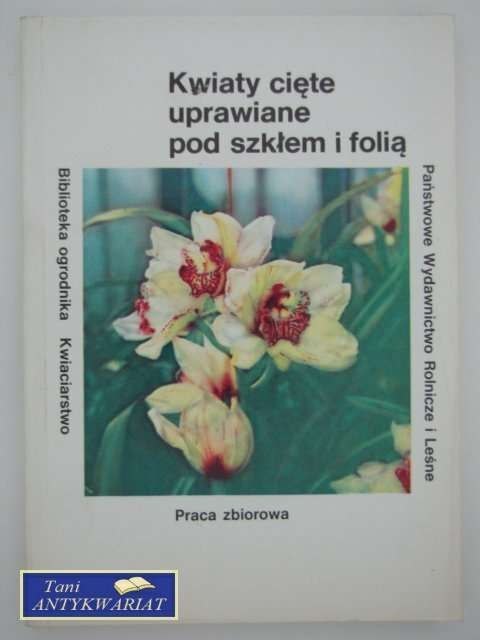 Kwiaty cięte
uprawiane
pod szkłem i folią
Biblioteka ogrodnika Kwiaciarstwo
Państwowe Wydawnictwo Rolnicze i Leśne
Praca zbiorowa
Tani
ANTYKWARIAT